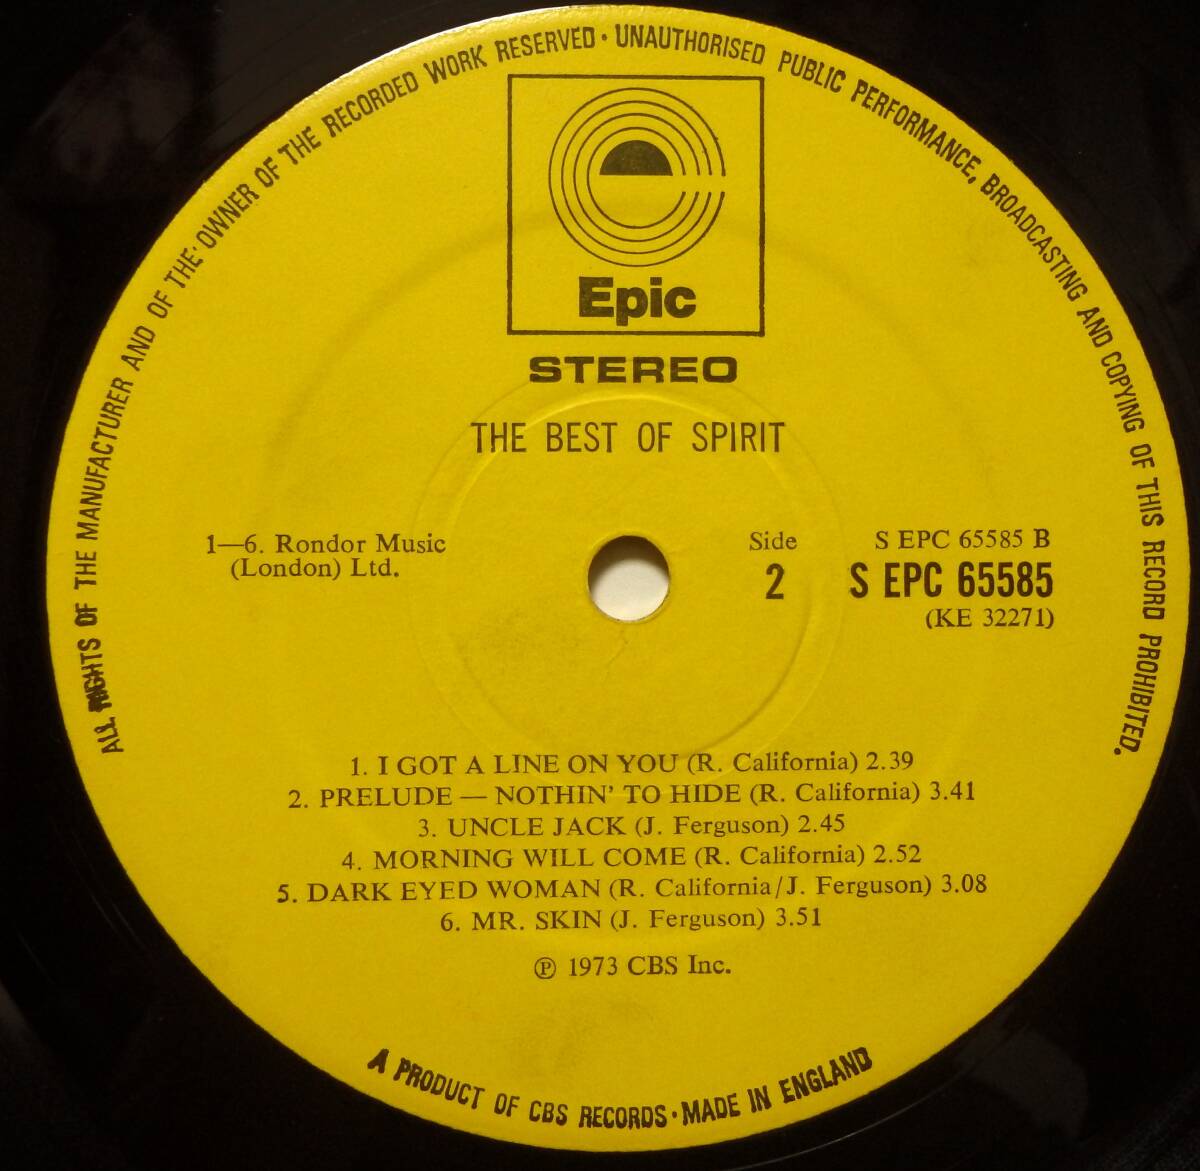 ALL RIGHTS OF THE MANUFACTURER AND OF THE OWNER OF THE RECORDED WORK RESERVED · UNAUTHORISED PUBLIC PERFORMANCE, BROADCASTING AND COPYING OF THIS RECORD PROHIBITED.
Epic
STEREO
THE BEST OF SPIRIT
1—6. Rondor Music
(London) Ltd.
Side
2
S EPC 65585 B
S EPC 65585
(KE 32271)
1. I GOT A LINE ON YOU (R. California) 2.39
2. PRELUDE — NOTHIN' TO HIDE (R. California) 3.41
3. UNCLE JACK (J. Ferguson) 2.45
4. MORNING WILL COME (R. California) 2.52
5. DARK EYED WOMAN (R. California/J. Ferguson) 3.08
6. MR. SKIN (J. Ferguson) 3.51
℗ 1973 CBS Inc.
A PRODUCT OF CBS RECORDS · MADE IN ENGLAND